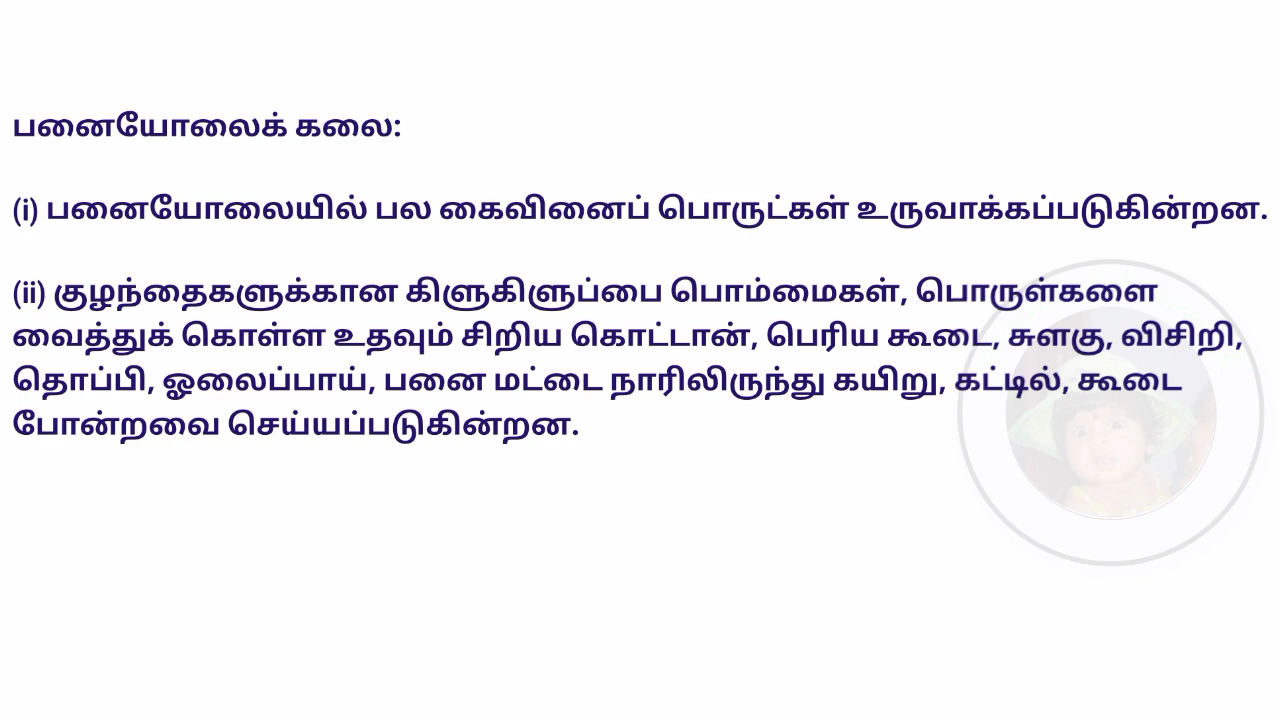 பனையோலைக் கலை:
(i) பனையோலையில் பல கைவினைப் பொருட்கள் உருவாக்கப்படுகின்றன.
(ii) குழந்தைகளுக்கான கிளுகிளுப்பை பொம்மைகள், பொருள்களை
வைத்துக் கொள்ள உதவும் சிறிய கொட்டான், பெரிய கூடை, சுளகு, விசிறி,
தொப்பி, ஓலைப்பாய், பனை மட்டை நாரிலிருந்து கயிறு, கட்டில், கூடை
போன்றவை செய்யப்படுகின்றன.